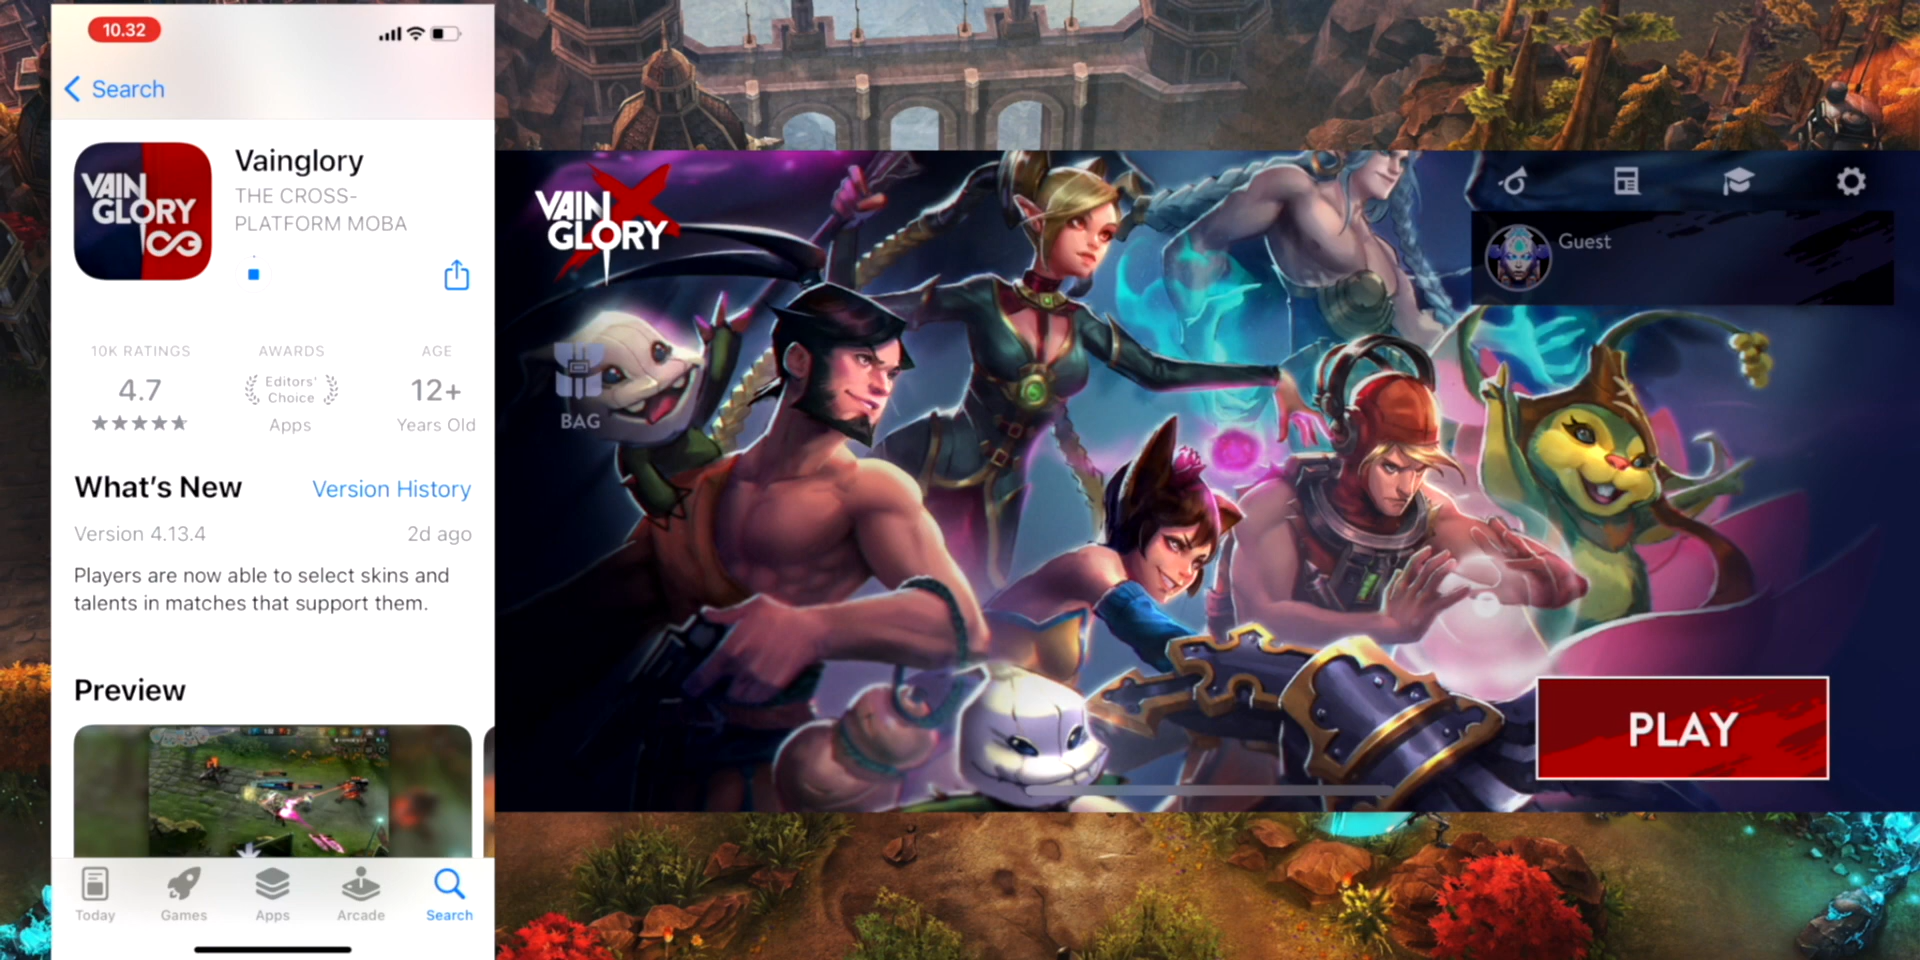 10.32
Search
VAIN
GLORY
Vainglory
THE CROSS-
PLATFORM MOBA
10K RATINGS
4.7
AWARDS
Editors'
Choice
Apps
AGE
12+
Years Old
What's New
Version History
Version 4.13.4
2d ago
Players are now able to select skins and
talents in matches that support them.
Preview
Today
Games
Apps
Arcade
Search
VAIN
GLORY
BAG
Guest
PLAY